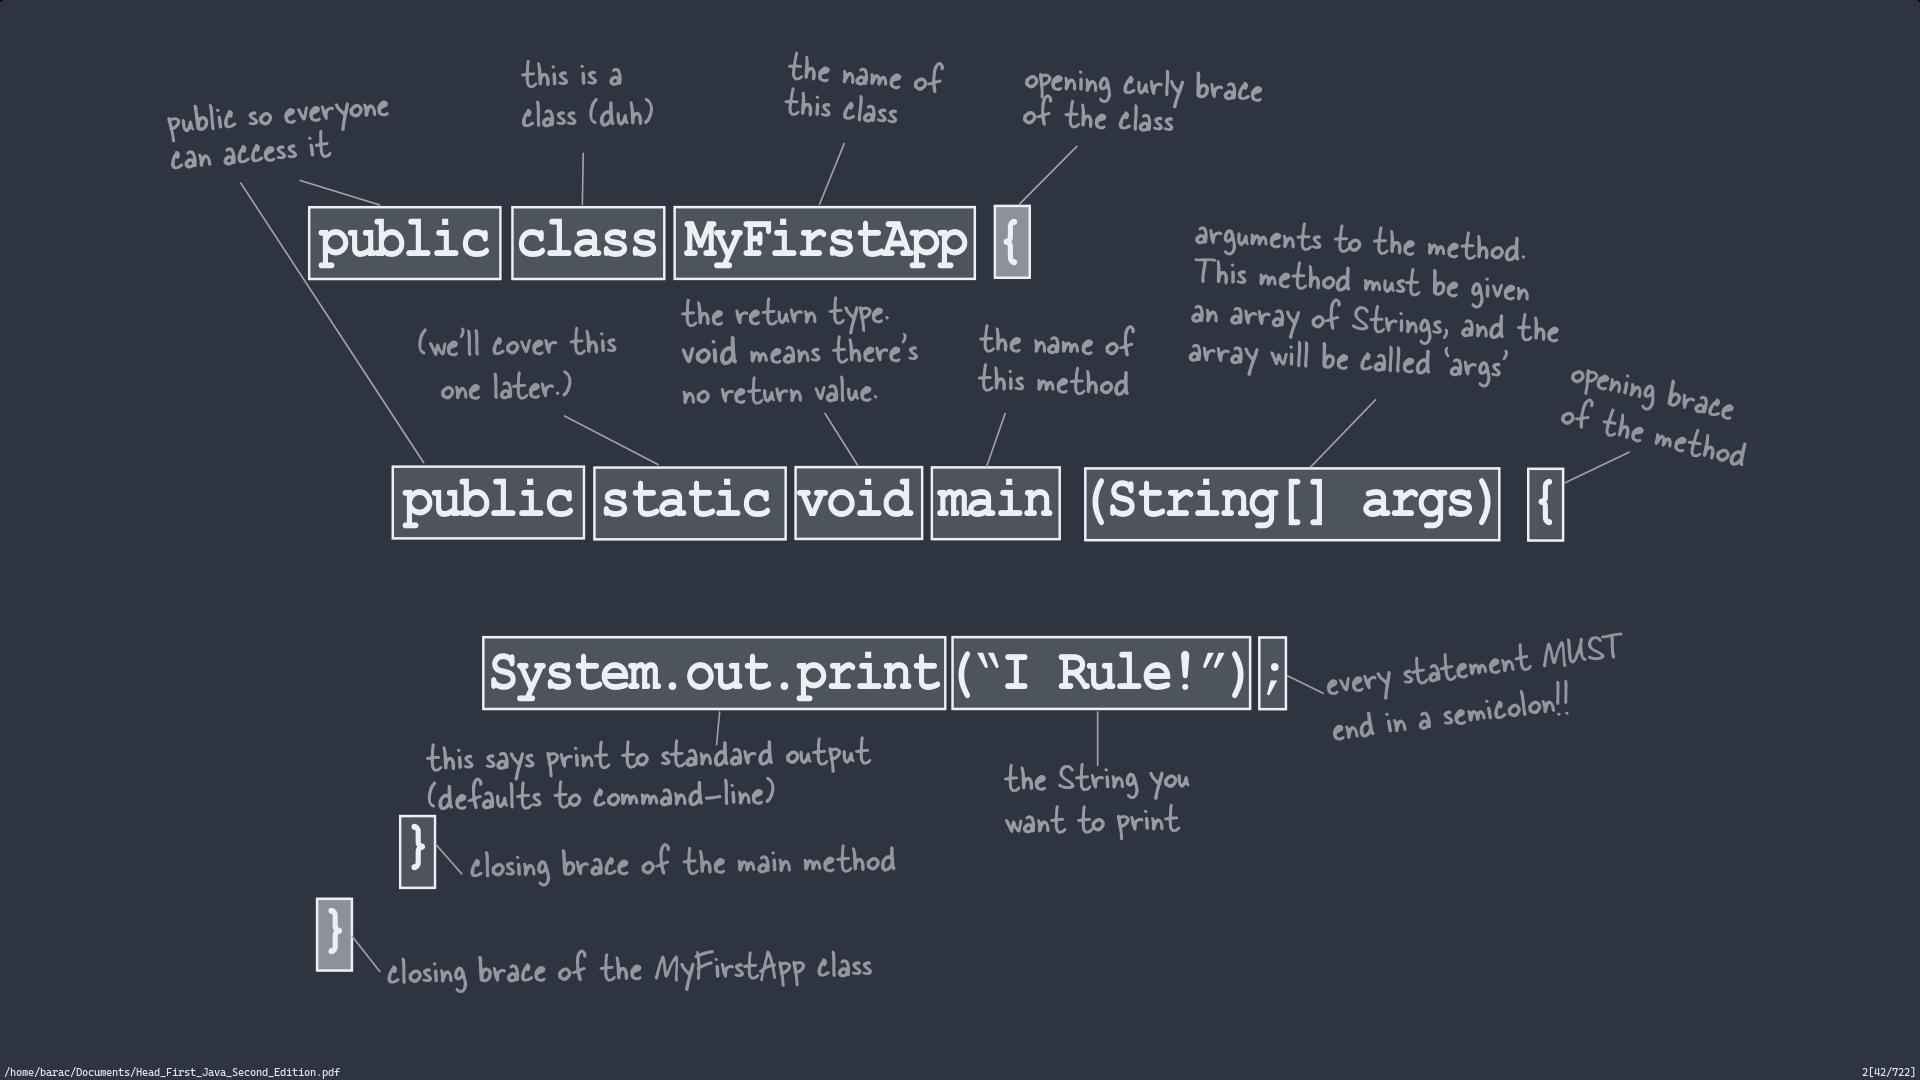 this is a
class (duh)
the name of
this class
opening curly brace
of the class
public so everyone
can access it
public class MyFirstApp {
arguments to the method.
This method must be given
an array of Strings, and the
array will be called ‘args’
(we’ll cover this
one later.)
the return type.
void means there’s
no return value.
the name of
this method
opening brace
of the method
public static void main (String[] args) {
System.out.print (“I Rule!”) ;
every statement MUST
end in a semicolon!!
this says print to standard output
(defaults to command-line)
the String you
want to print
}
closing brace of the main method
}
closing brace of the MyFirstApp class
/home/barac/Documents/Head_First_Java_Second_Edition.pdf
2[42/722]